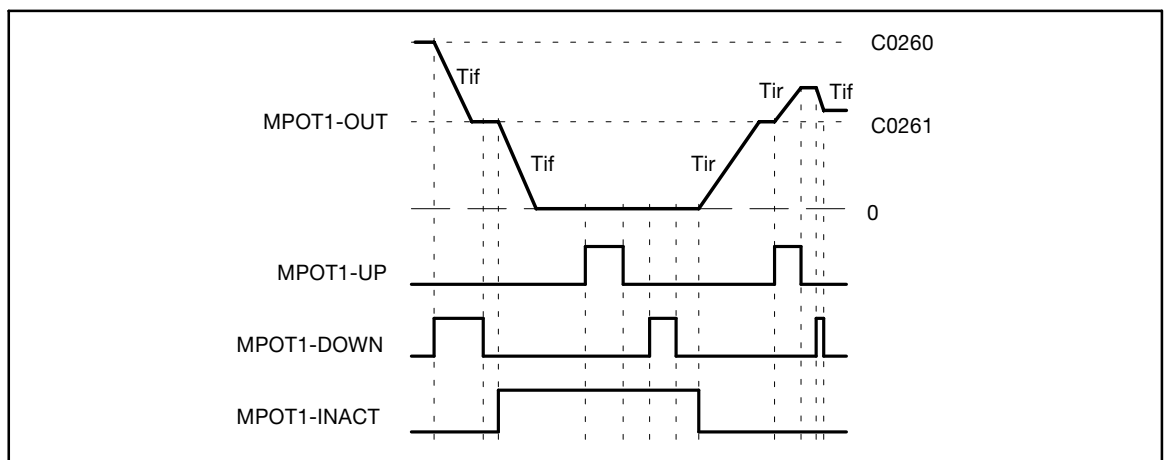 C0260
Tif
Tir
Tif
MPOT1-OUT
C0261
Tif
Tir
0
MPOT1-UP
MPOT1-DOWN
MPOT1-INACT